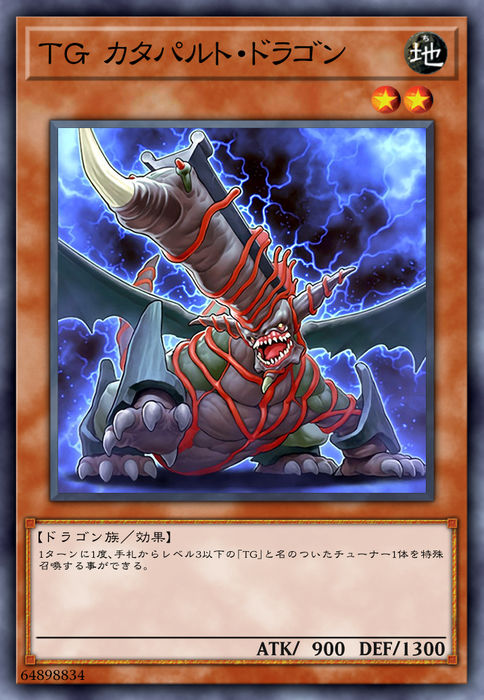 TG カタパルト・ドラゴン
ち
地
【ドラゴン族／効果】
1ターンに1度、手札からレベル3以下の「TG」と名のついたチューナー1体を特殊
召喚する事ができる。
ATK/ 900 DEF/1300
64898834